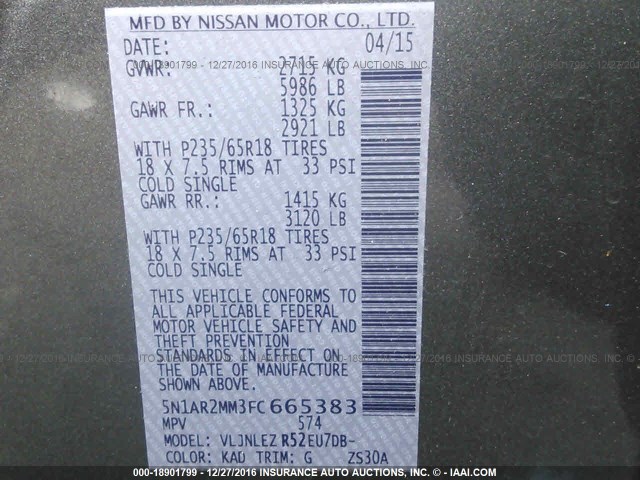 MFD BY NISSAN MOTOR CO., LTD.
DATE: 04/15
GVWR: 2715 KG
5986 LB
GAWR FR.: 1325 KG
2921 LB
WITH P235/65R18 TIRES
18 X 7.5 RIMS AT 33 PSI
COLD SINGLE
GAWR RR.: 1415 KG
3120 LB
WITH P235/65R18 TIRES
18 X 7.5 RIMS AT 33 PSI
COLD SINGLE
THIS VEHICLE CONFORMS TO
ALL APPLICABLE FEDERAL
MOTOR VEHICLE SAFETY AND
THEFT PREVENTION
STANDARDS IN EFFECT ON
THE DATE OF MANUFACTURE
SHOWN ABOVE.
5N1AR2MM3FC665383
MPV 574
MODEL: VLJNLEZ R52EU7DB-
COLOR: KAD TRIM: G ZS30A
000-18901799 - 12/27/2016 - INSURANCE AUTO AUCTIONS, INC. © - IAAI.COM